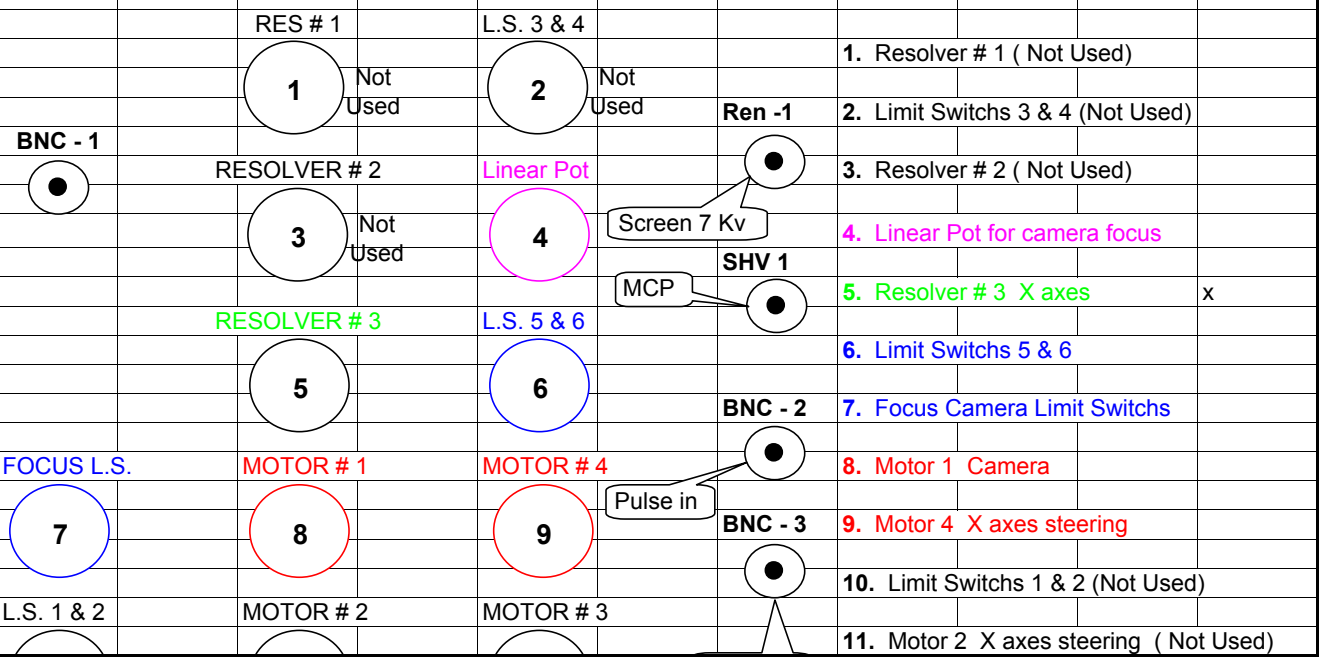 RES # 1
L.S. 3 & 4
1. Resolver # 1 ( Not Used)
1
Not
Used
2
Not
Used
Ren -1
2. Limit Switchs 3 & 4 (Not Used)
BNC - 1
RESOLVER # 2
Linear Pot
3. Resolver # 2 ( Not Used)
3
Not
Used
4
Screen 7 Kv
4. Linear Pot for camera focus
SHV 1
MCP
5. Resolver # 3 X axes
x
RESOLVER # 3
L.S. 5 & 6
6. Limit Switchs 5 & 6
5
6
BNC - 2
7. Focus Camera Limit Switchs
FOCUS L.S.
MOTOR # 1
MOTOR # 4
8. Motor 1 Camera
Pulse in
7
8
9
BNC - 3
9. Motor 4 X axes steering
10. Limit Switchs 1 & 2 (Not Used)
L.S. 1 & 2
MOTOR # 2
MOTOR # 3
11. Motor 2 X axes steering ( Not Used)